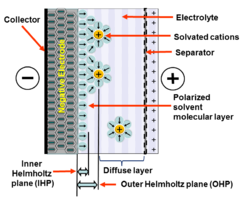 Collector
Electrolyte
Solvated cations
Separator
Negative Electrode
Polarized
solvent
molecular layer
Inner
Helmholtz
plane (IHP)
Diffuse layer
Outer Helmholtz plane (OHP)